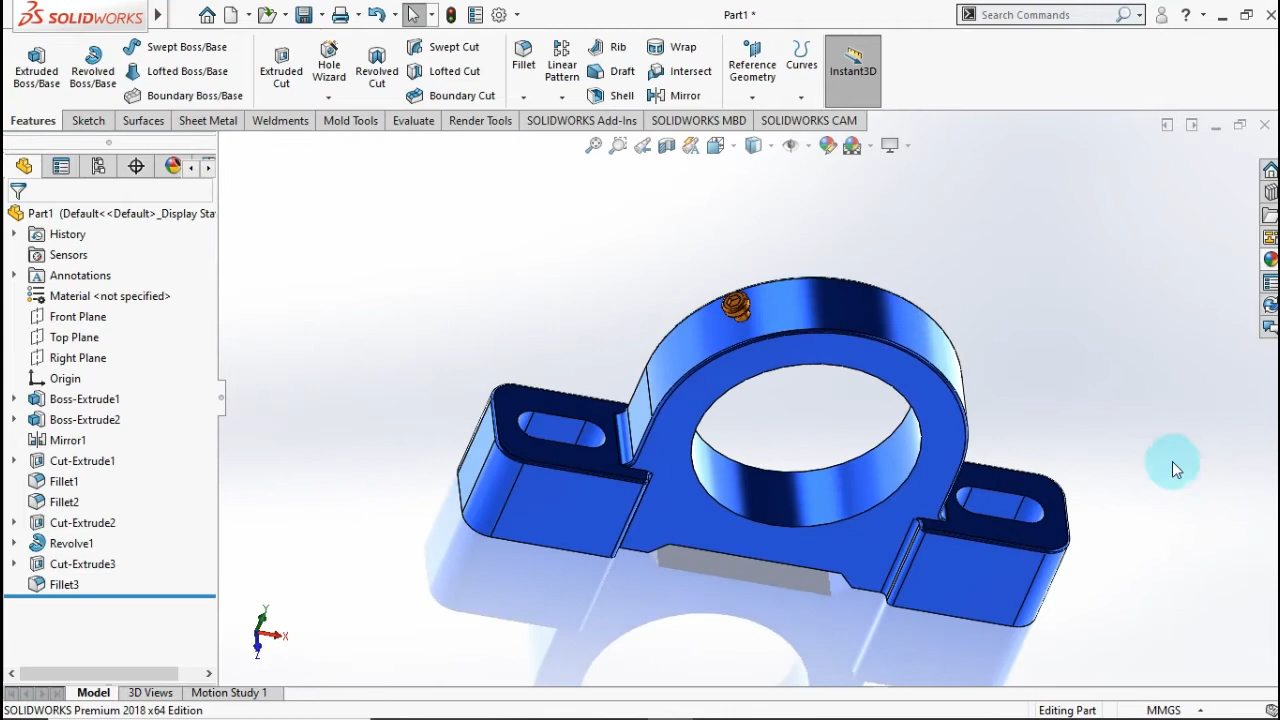 SOLIDWORKS
Part1 *
Search Commands
Extruded Boss/Base
Revolved Boss/Base
Swept Boss/Base
Lofted Boss/Base
Boundary Boss/Base
Extruded Cut
Hole Wizard
Revolved Cut
Swept Cut
Lofted Cut
Boundary Cut
Fillet
Linear Pattern
Rib
Draft
Shell
Wrap
Intersect
Mirror
Reference Geometry
Curves
Instant3D
Features Sketch Surfaces Sheet Metal Weldments Mold Tools Evaluate Render Tools SOLIDWORKS Add-Ins SOLIDWORKS MBD SOLIDWORKS CAM
Part1 (Default<<Default>_Display Sta
History
Sensors
Annotations
Material <not specified>
Front Plane
Top Plane
Right Plane
Origin
Boss-Extrude1
Boss-Extrude2
Mirror1
Cut-Extrude1
Fillet1
Fillet2
Cut-Extrude2
Revolve1
Cut-Extrude3
Fillet3
Y
X
Z
Model 3D Views Motion Study 1
SOLIDWORKS Premium 2018 x64 Edition
Editing Part
MMGS